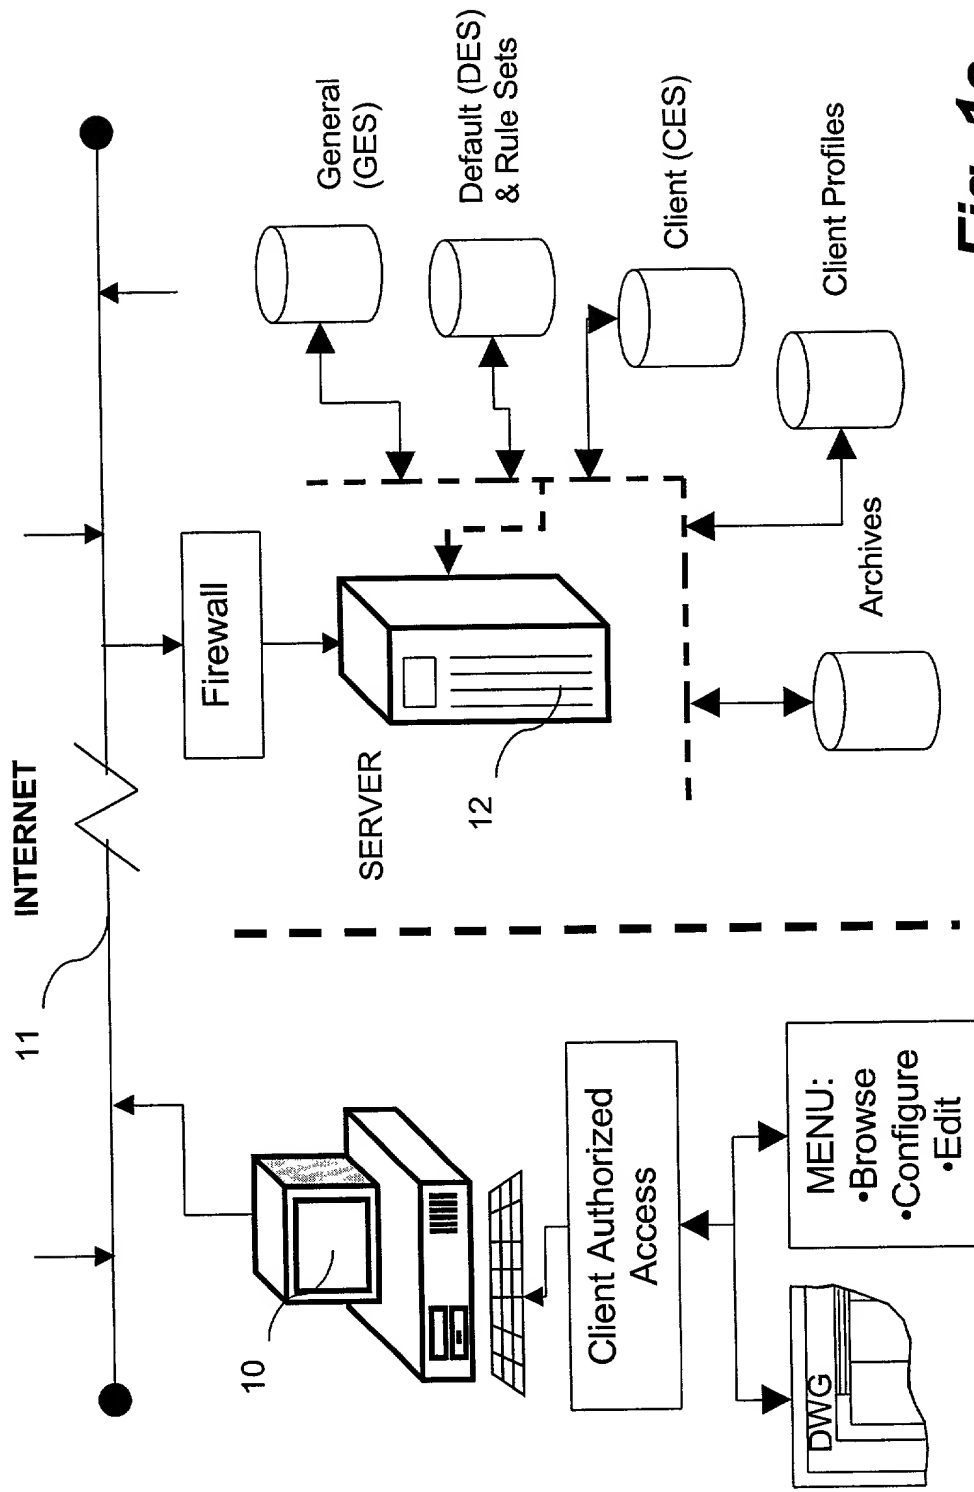 INTERNET
11
10
Client Authorized
Access
DWG
MENU:
•Browse
•Configure
•Edit
Firewall
SERVER
12
General
(GES)
Default (DES)
& Rule Sets
Client (CES)
Client Profiles
Archives